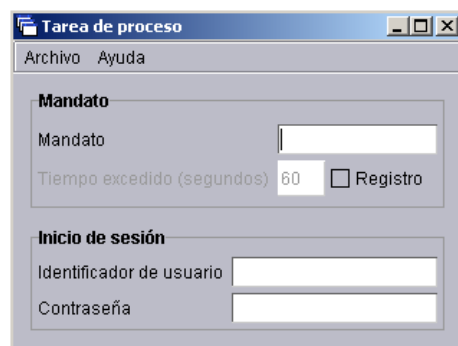 Tarea de proceso
Archivo Ayuda
Mandato
Mandato
Tiempo excedido (segundos) 60 Registro
Inicio de sesión
Identificador de usuario
Contraseña